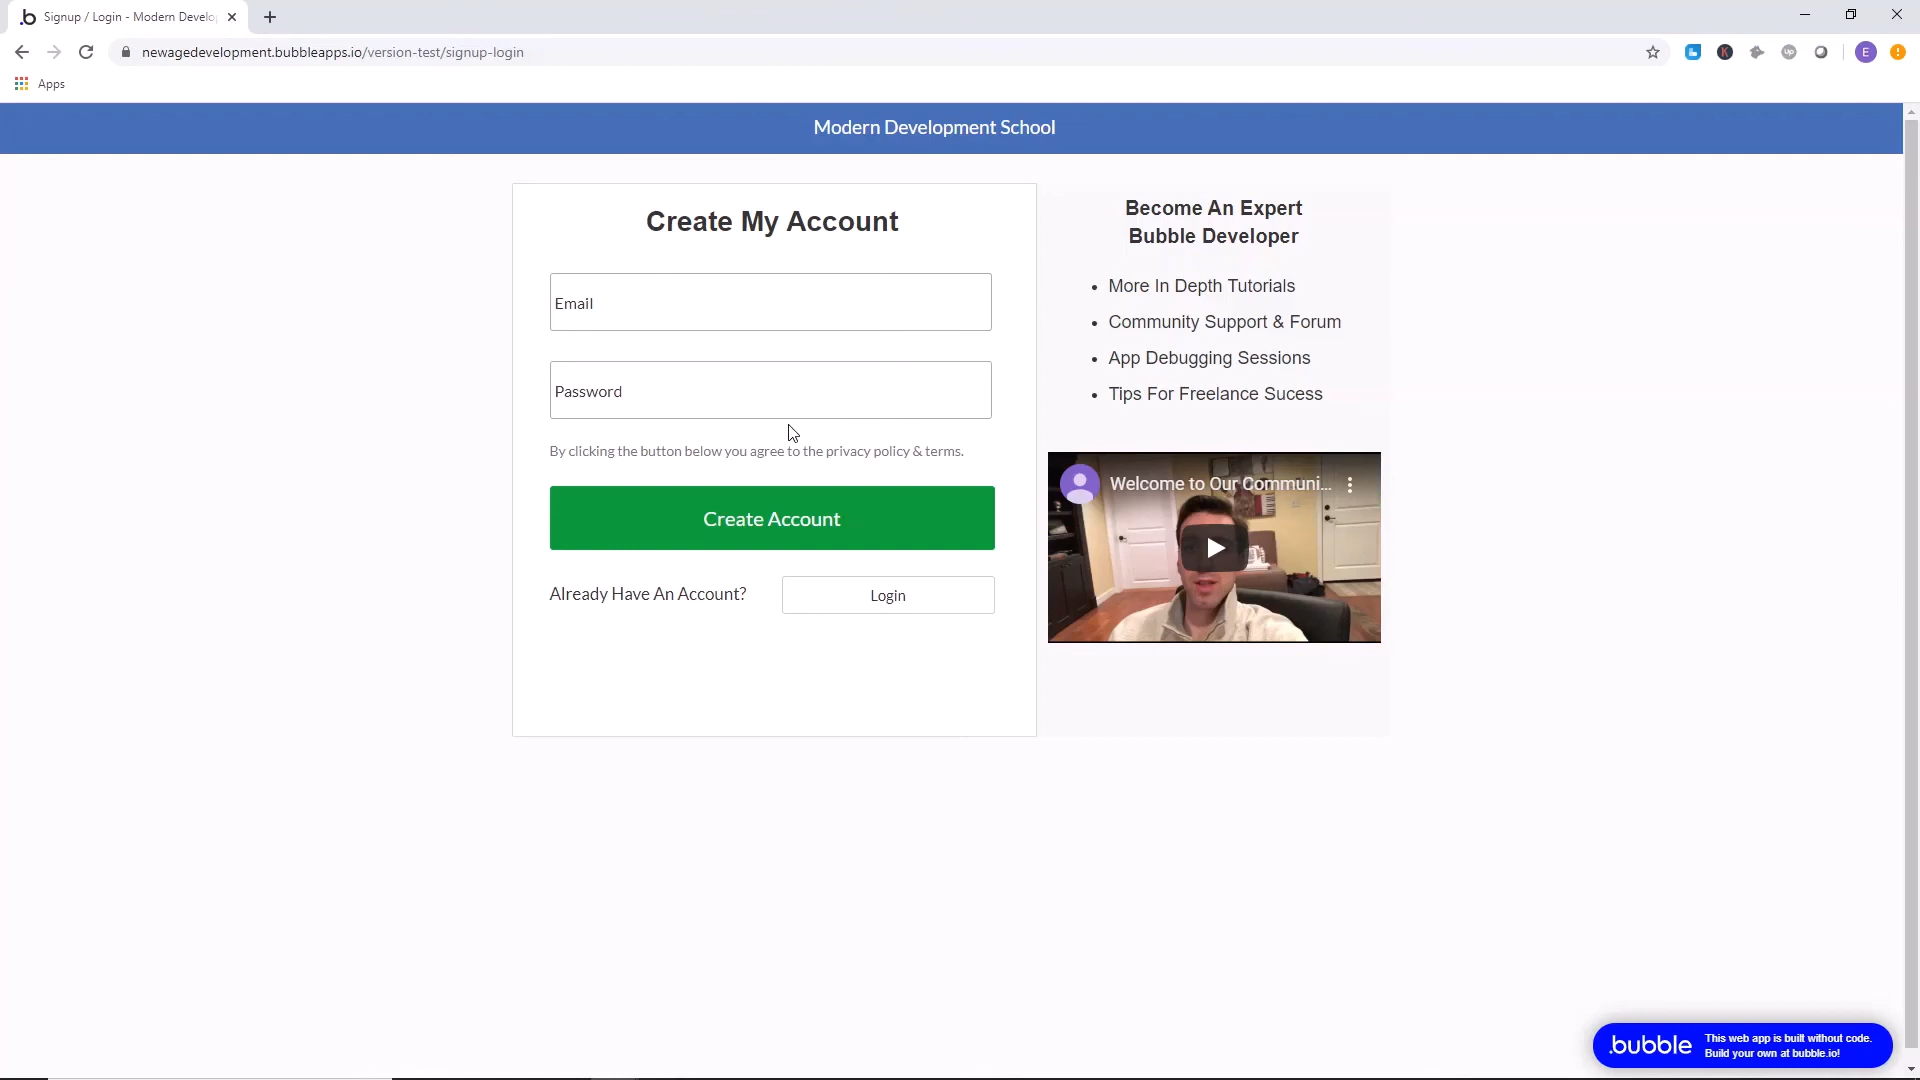 Signup / Login - Modern Develo
newagedevelopment.bubbleapps.io/version-test/signup-login
E
Apps
Modern Development School
Create My Account
Email
Password
By clicking the button below you agree to the privacy policy & terms.
Create Account
Already Have An Account?
Login
Become An Expert
Bubble Developer
• More In Depth Tutorials
• Community Support & Forum
• App Debugging Sessions
• Tips For Freelance Sucess
Welcome to Our Communi...
.bubble
This web app is built without code.
Build your own at bubble.io!